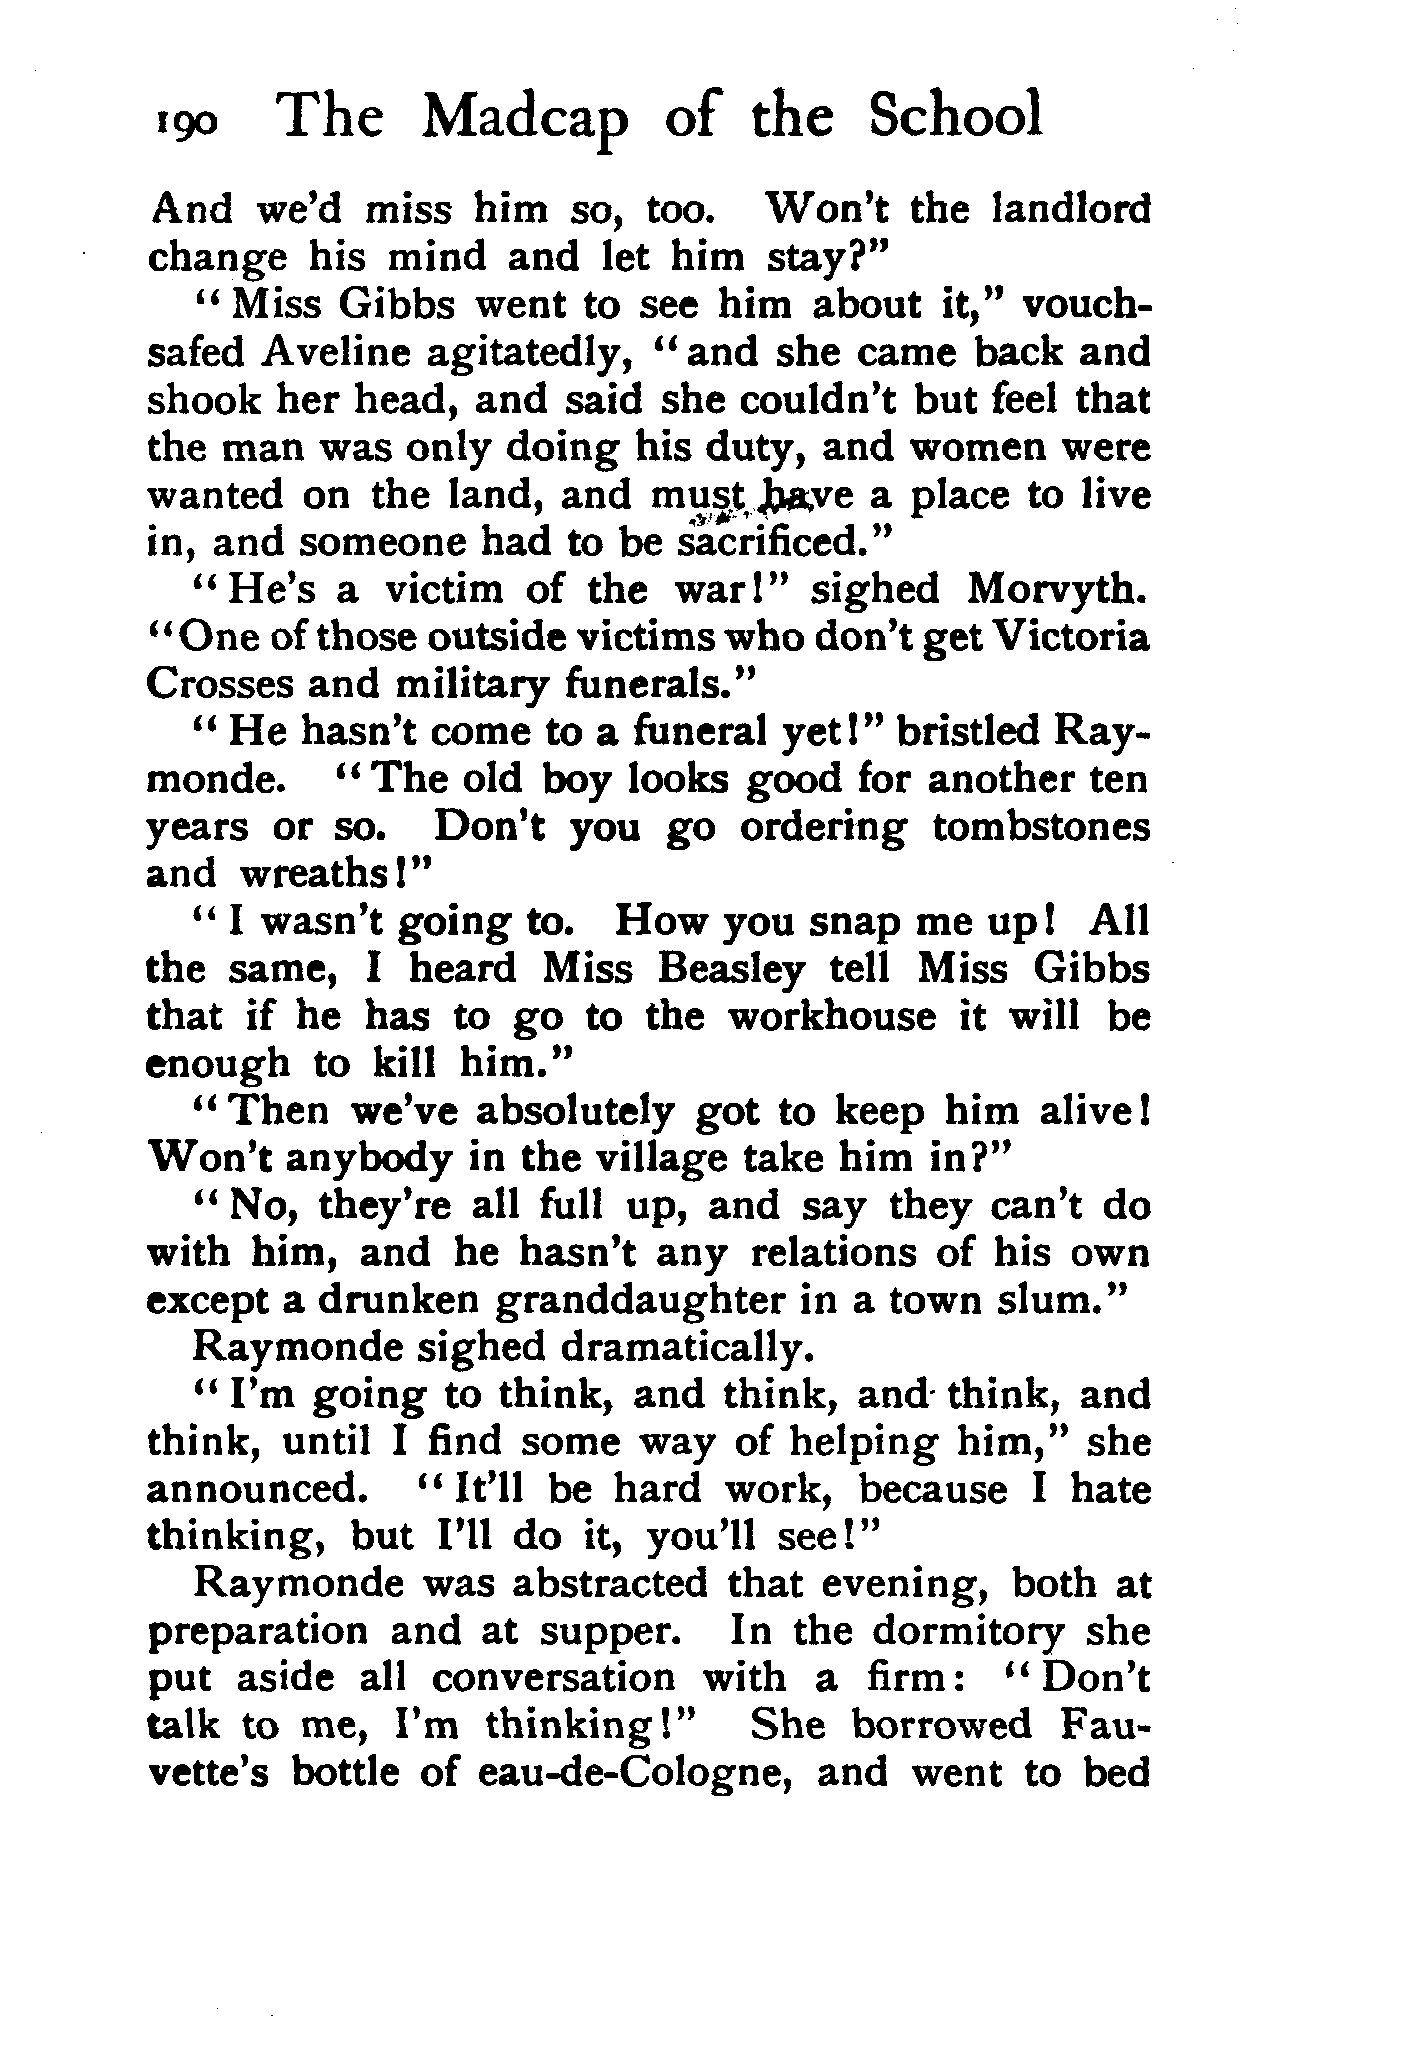 190 The Madcap of the School
And we'd miss him so, too. Won't the landlord
change his mind and let him stay?"
"Miss Gibbs went to see him about it," vouch-
safed Aveline agitatedly, "and she came back and
shook her head, and said she couldn't but feel that
the man was only doing his duty, and women were
wanted on the land, and must have a place to live
in, and someone had to be sacrificed."
"He's a victim of the war!" sighed Morvyth.
"One of those outside victims who don't get Victoria
Crosses and military funerals."
"He hasn't come to a funeral yet!" bristled Ray-
monde. "The old boy looks good for another ten
years or so. Don't you go ordering tombstones
and wreaths!"
"I wasn't going to. How you snap me up! All
the same, I heard Miss Beasley tell Miss Gibbs
that if he has to go to the workhouse it will be
enough to kill him."
"Then we've absolutely got to keep him alive!
Won't anybody in the village take him in?"
"No, they're all full up, and say they can't do
with him, and he hasn't any relations of his own
except a drunken granddaughter in a town slum."
Raymonde sighed dramatically.
"I'm going to think, and think, and think, and
think, until I find some way of helping him," she
announced. "It'll be hard work, because I hate
thinking, but I'll do it, you'll see!"
Raymonde was abstracted that evening, both at
preparation and at supper. In the dormitory she
put aside all conversation with a firm: "Don't
talk to me, I'm thinking!" She borrowed Fau-
vette's bottle of eau-de-Cologne, and went to bed